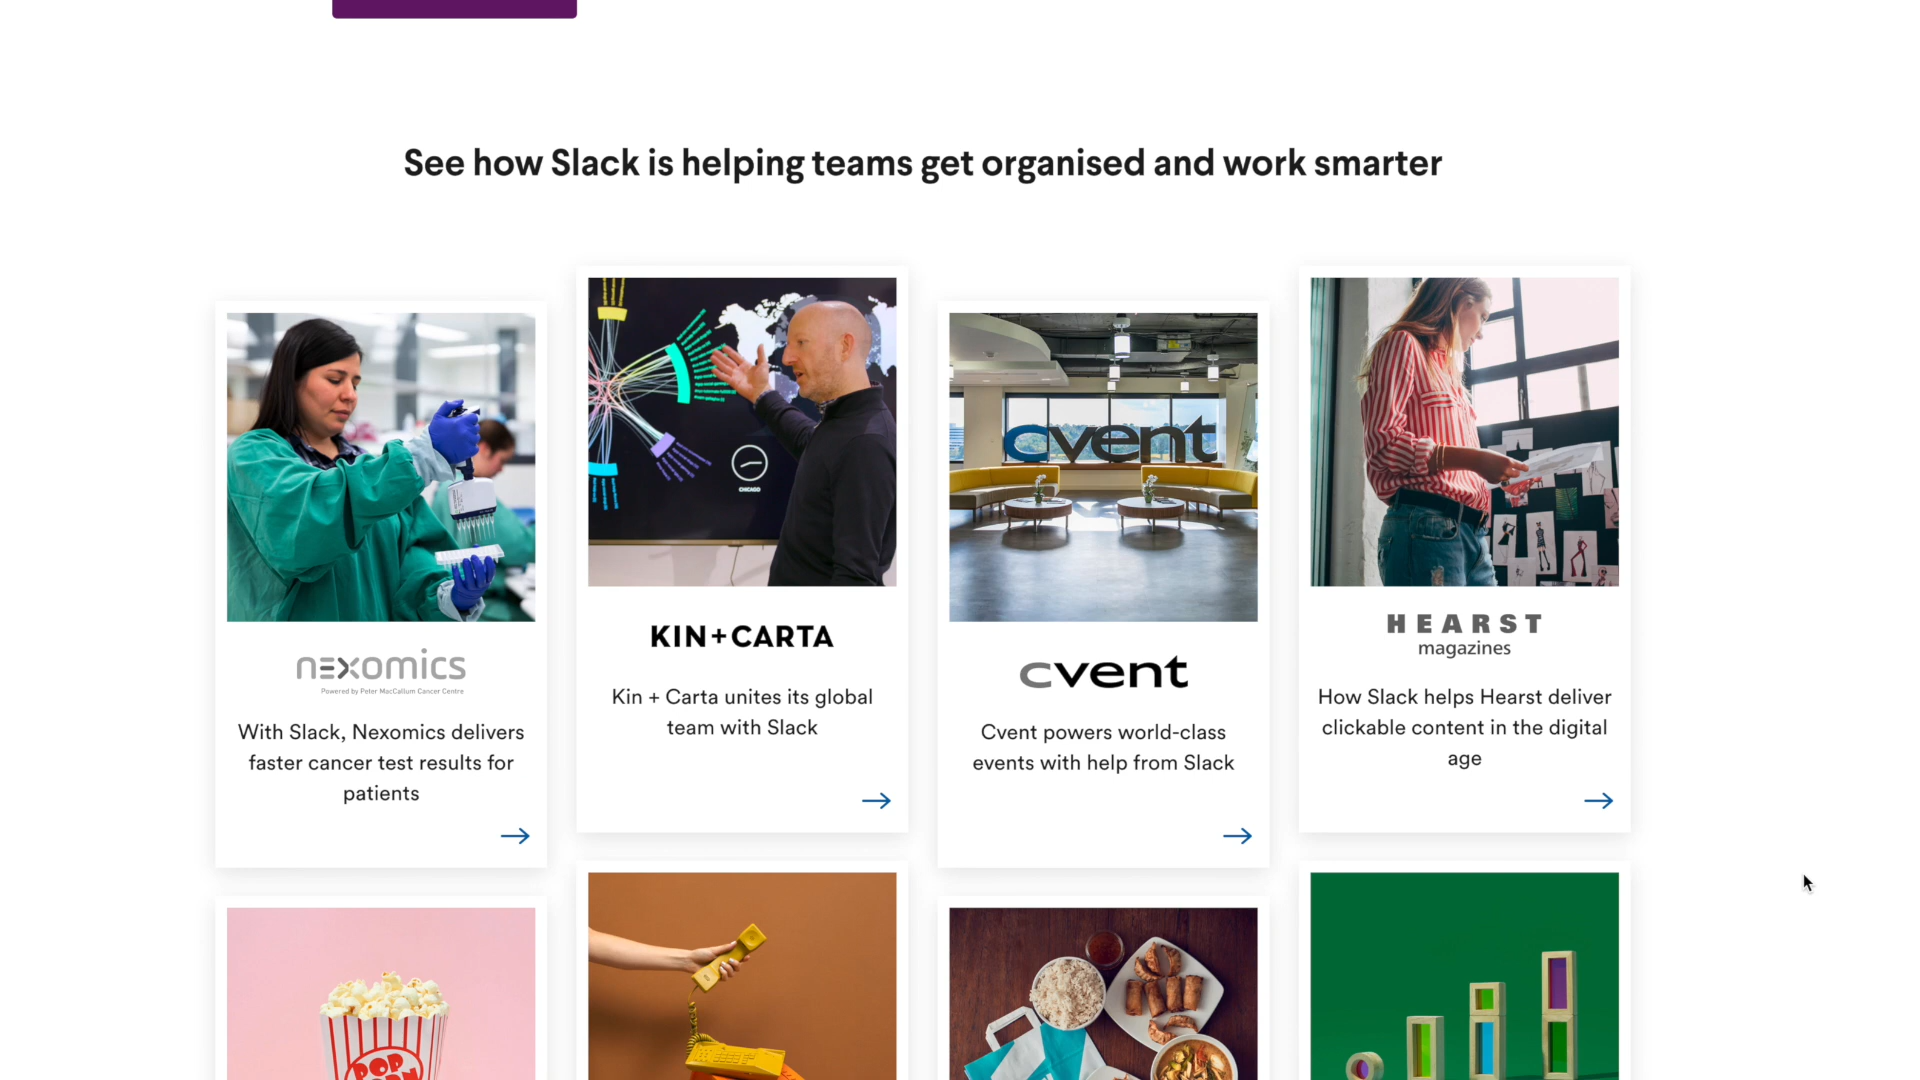 See how Slack is helping teams get organised and work smarter
CHICAGO
cvent
nexomics
Powered by Peter MacCallum Cancer Centre
With Slack, Nexomics delivers
faster cancer test results for
patients
KIN+CARTA
Kin + Carta unites its global
team with Slack
cvent
Cvent powers world-class
events with help from Slack
HEARST
magazines
How Slack helps Hearst deliver
clickable content in the digital
age
POP